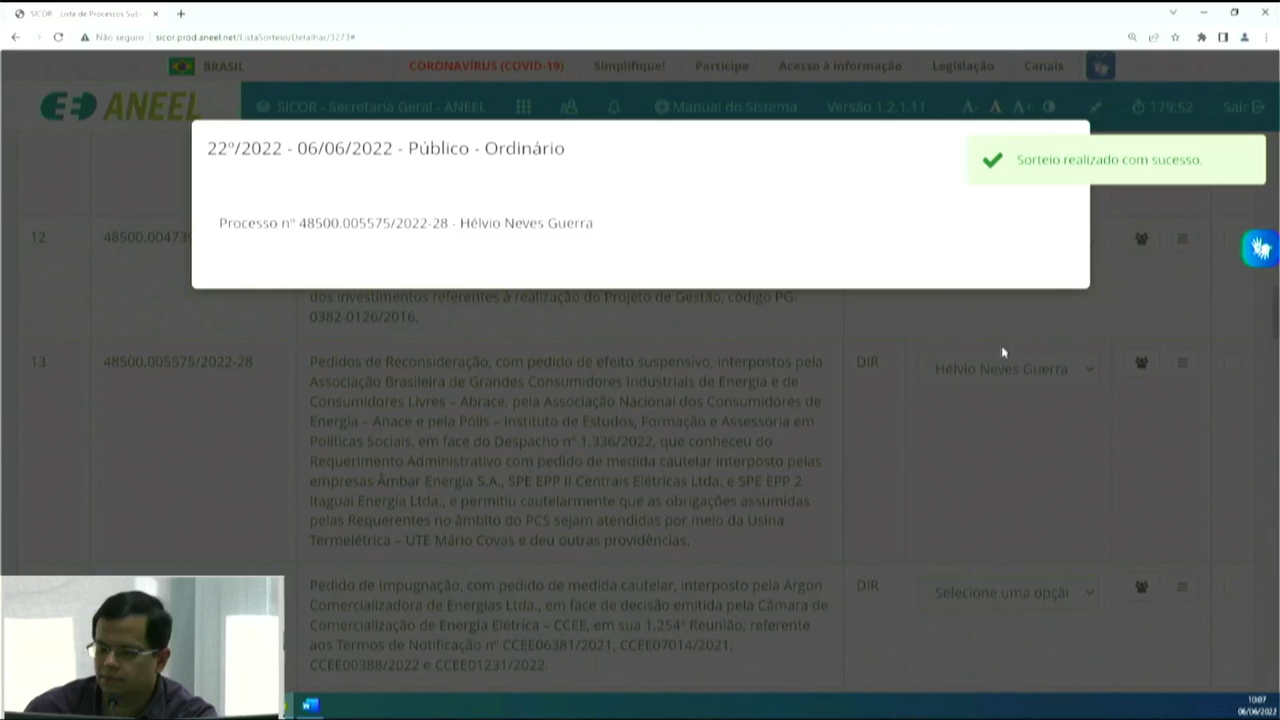 SICOR - Lista de Processos Sub
Não seguro
sicor.prod.aneel.net/ListaSorteio/Detalhar/3273#
BRASIL
CORONAVÍRUS (COVID-19)
Simplifique!
Participe
Acesso à informação
Legislação
Canais
ANEEL
SICOR - Secretaria Geral - ANEEL
Manual do Sistema
Versão 1.2.1.11
A-
A
A+
179:52
Sair
22º/2022 - 06/06/2022 - Público - Ordinário
Sorteio realizado com sucesso.
Processo nº 48500.005575/2022-28 - Hélvio Neves Guerra
12
48500.00473
dos investimentos referentes à realização do Projeto de Gestão, código PG-
0382-0126/2016.
13
48500.005575/2022-28
Pedidos de Reconsideração, com pedido de efeito suspensivo, interpostos pela
Associação Brasileira de Grandes Consumidores Industriais de Energia e de
Consumidores Livres – Abrace, pela Associação Nacional dos Consumidores de
Energia – Anace e pela Pólis – Instituto de Estudos, Formação e Assessoria em
Políticas Sociais, em face do Despacho nº 1.336/2022, que conheceu do
Requerimento Administrativo com pedido de medida cautelar interposto pelas
empresas Âmbar Energia S.A., SPE EPP II Centrais Elétricas Ltda. e SPE EPP 2
Itaguaí Energia Ltda., e permitiu cautelarmente que as obrigações assumidas
pelas Requerentes no âmbito do PCS sejam atendidas por meio da Usina
Termelétrica – UTE Mário Covas e deu outras providências.
DIR
Hélvio Neves Guerra
Pedido de Impugnação, com pedido de medida cautelar, interposto pela Argon
Comercializadora de Energias Ltda., em face de decisão emitida pela Câmara de
Comercialização de Energia Elétrica – CCEE, em sua 1.254ª Reunião, referente
aos Termos de Notificação nº CCEE06381/2021, CCEE07014/2021,
CCEE00388/2022 e CCEE01231/2022.
DIR
Selecione uma opçã
10:07
06/06/2022